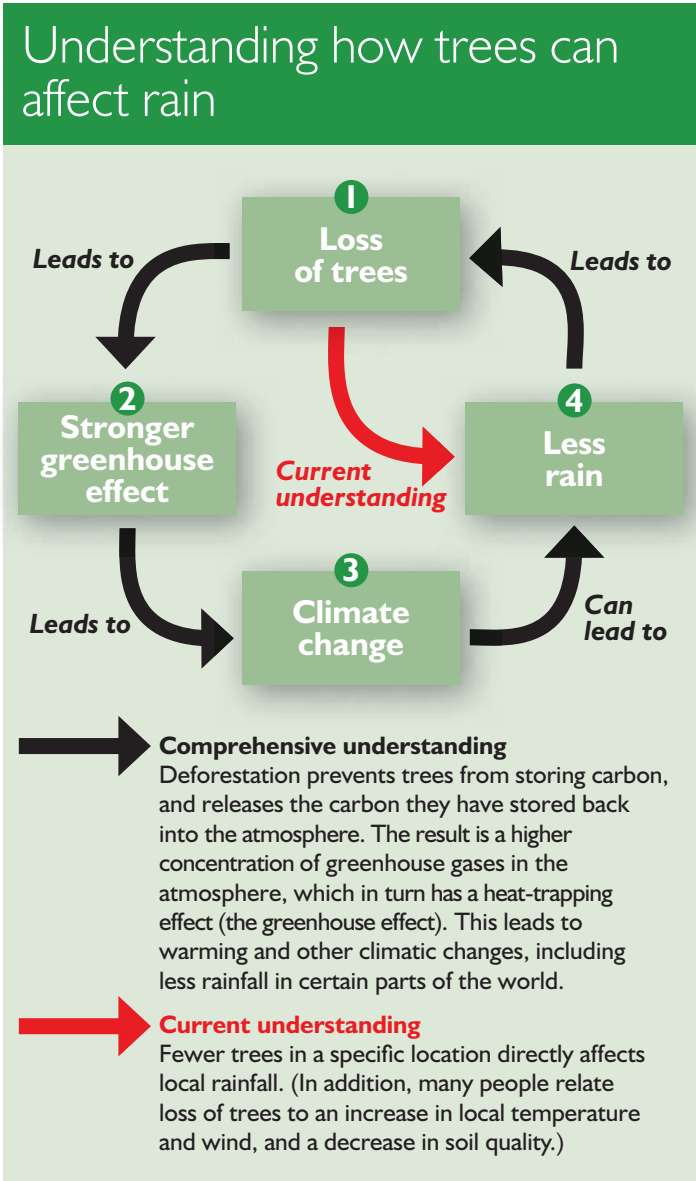 Understanding how trees can
affect rain
1
Loss
of trees
Leads to
Leads to
2
Stronger
greenhouse
effect
4
Less
rain
Current
understanding
3
Climate
change
Leads to
Can
lead to
Comprehensive understanding
Deforestation prevents trees from storing carbon,
and releases the carbon they have stored back
into the atmosphere. The result is a higher
concentration of greenhouse gases in the
atmosphere, which in turn has a heat-trapping
effect (the greenhouse effect). This leads to
warming and other climatic changes, including
less rainfall in certain parts of the world.
Current understanding
Fewer trees in a specific location directly affects
local rainfall. (In addition, many people relate
loss of trees to an increase in local temperature
and wind, and a decrease in soil quality.)